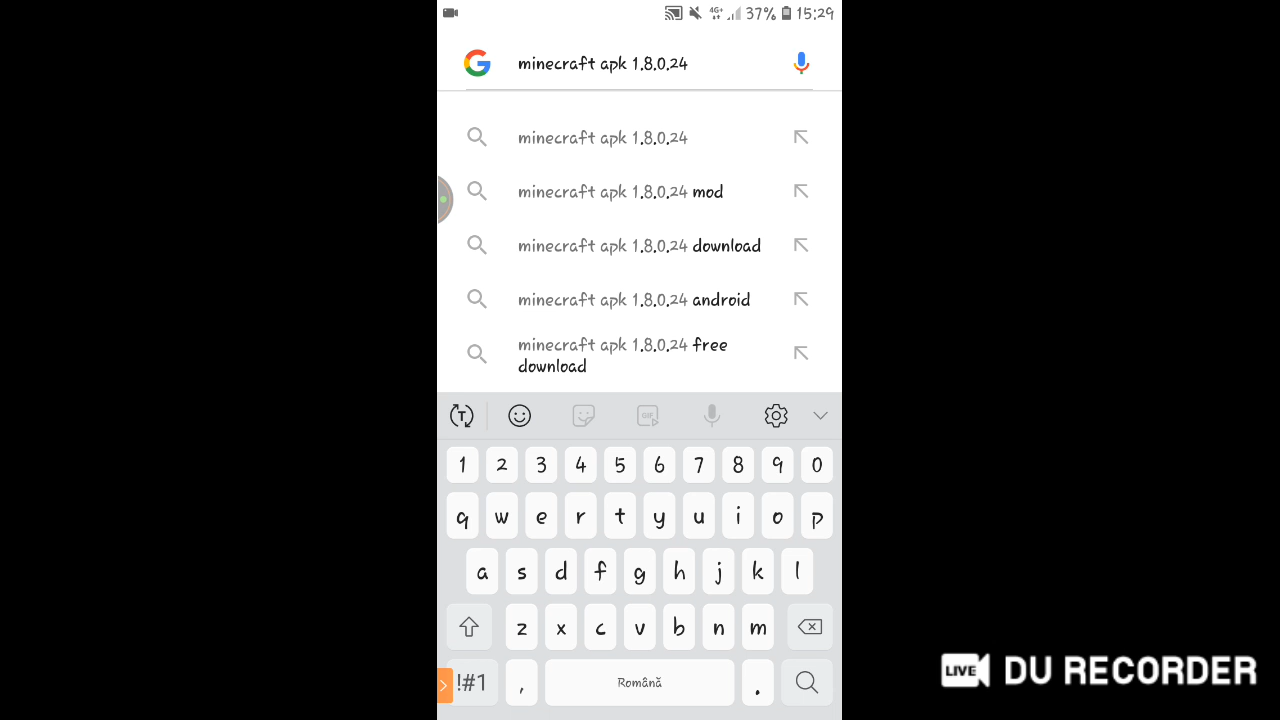 4G+ 37% 15:29
minecraft apk 1.8.0.24
minecraft apk 1.8.0.24
minecraft apk 1.8.0.24 mod
minecraft apk 1.8.0.24 download
minecraft apk 1.8.0.24 android
minecraft apk 1.8.0.24 free
download
T GIF
1 2 3 4 5 6 7 8 9 0
q w e r t y u i o p
a s d f g h j k l
z x c v b n m
!#1 , Română .
LIVE DU RECORDER